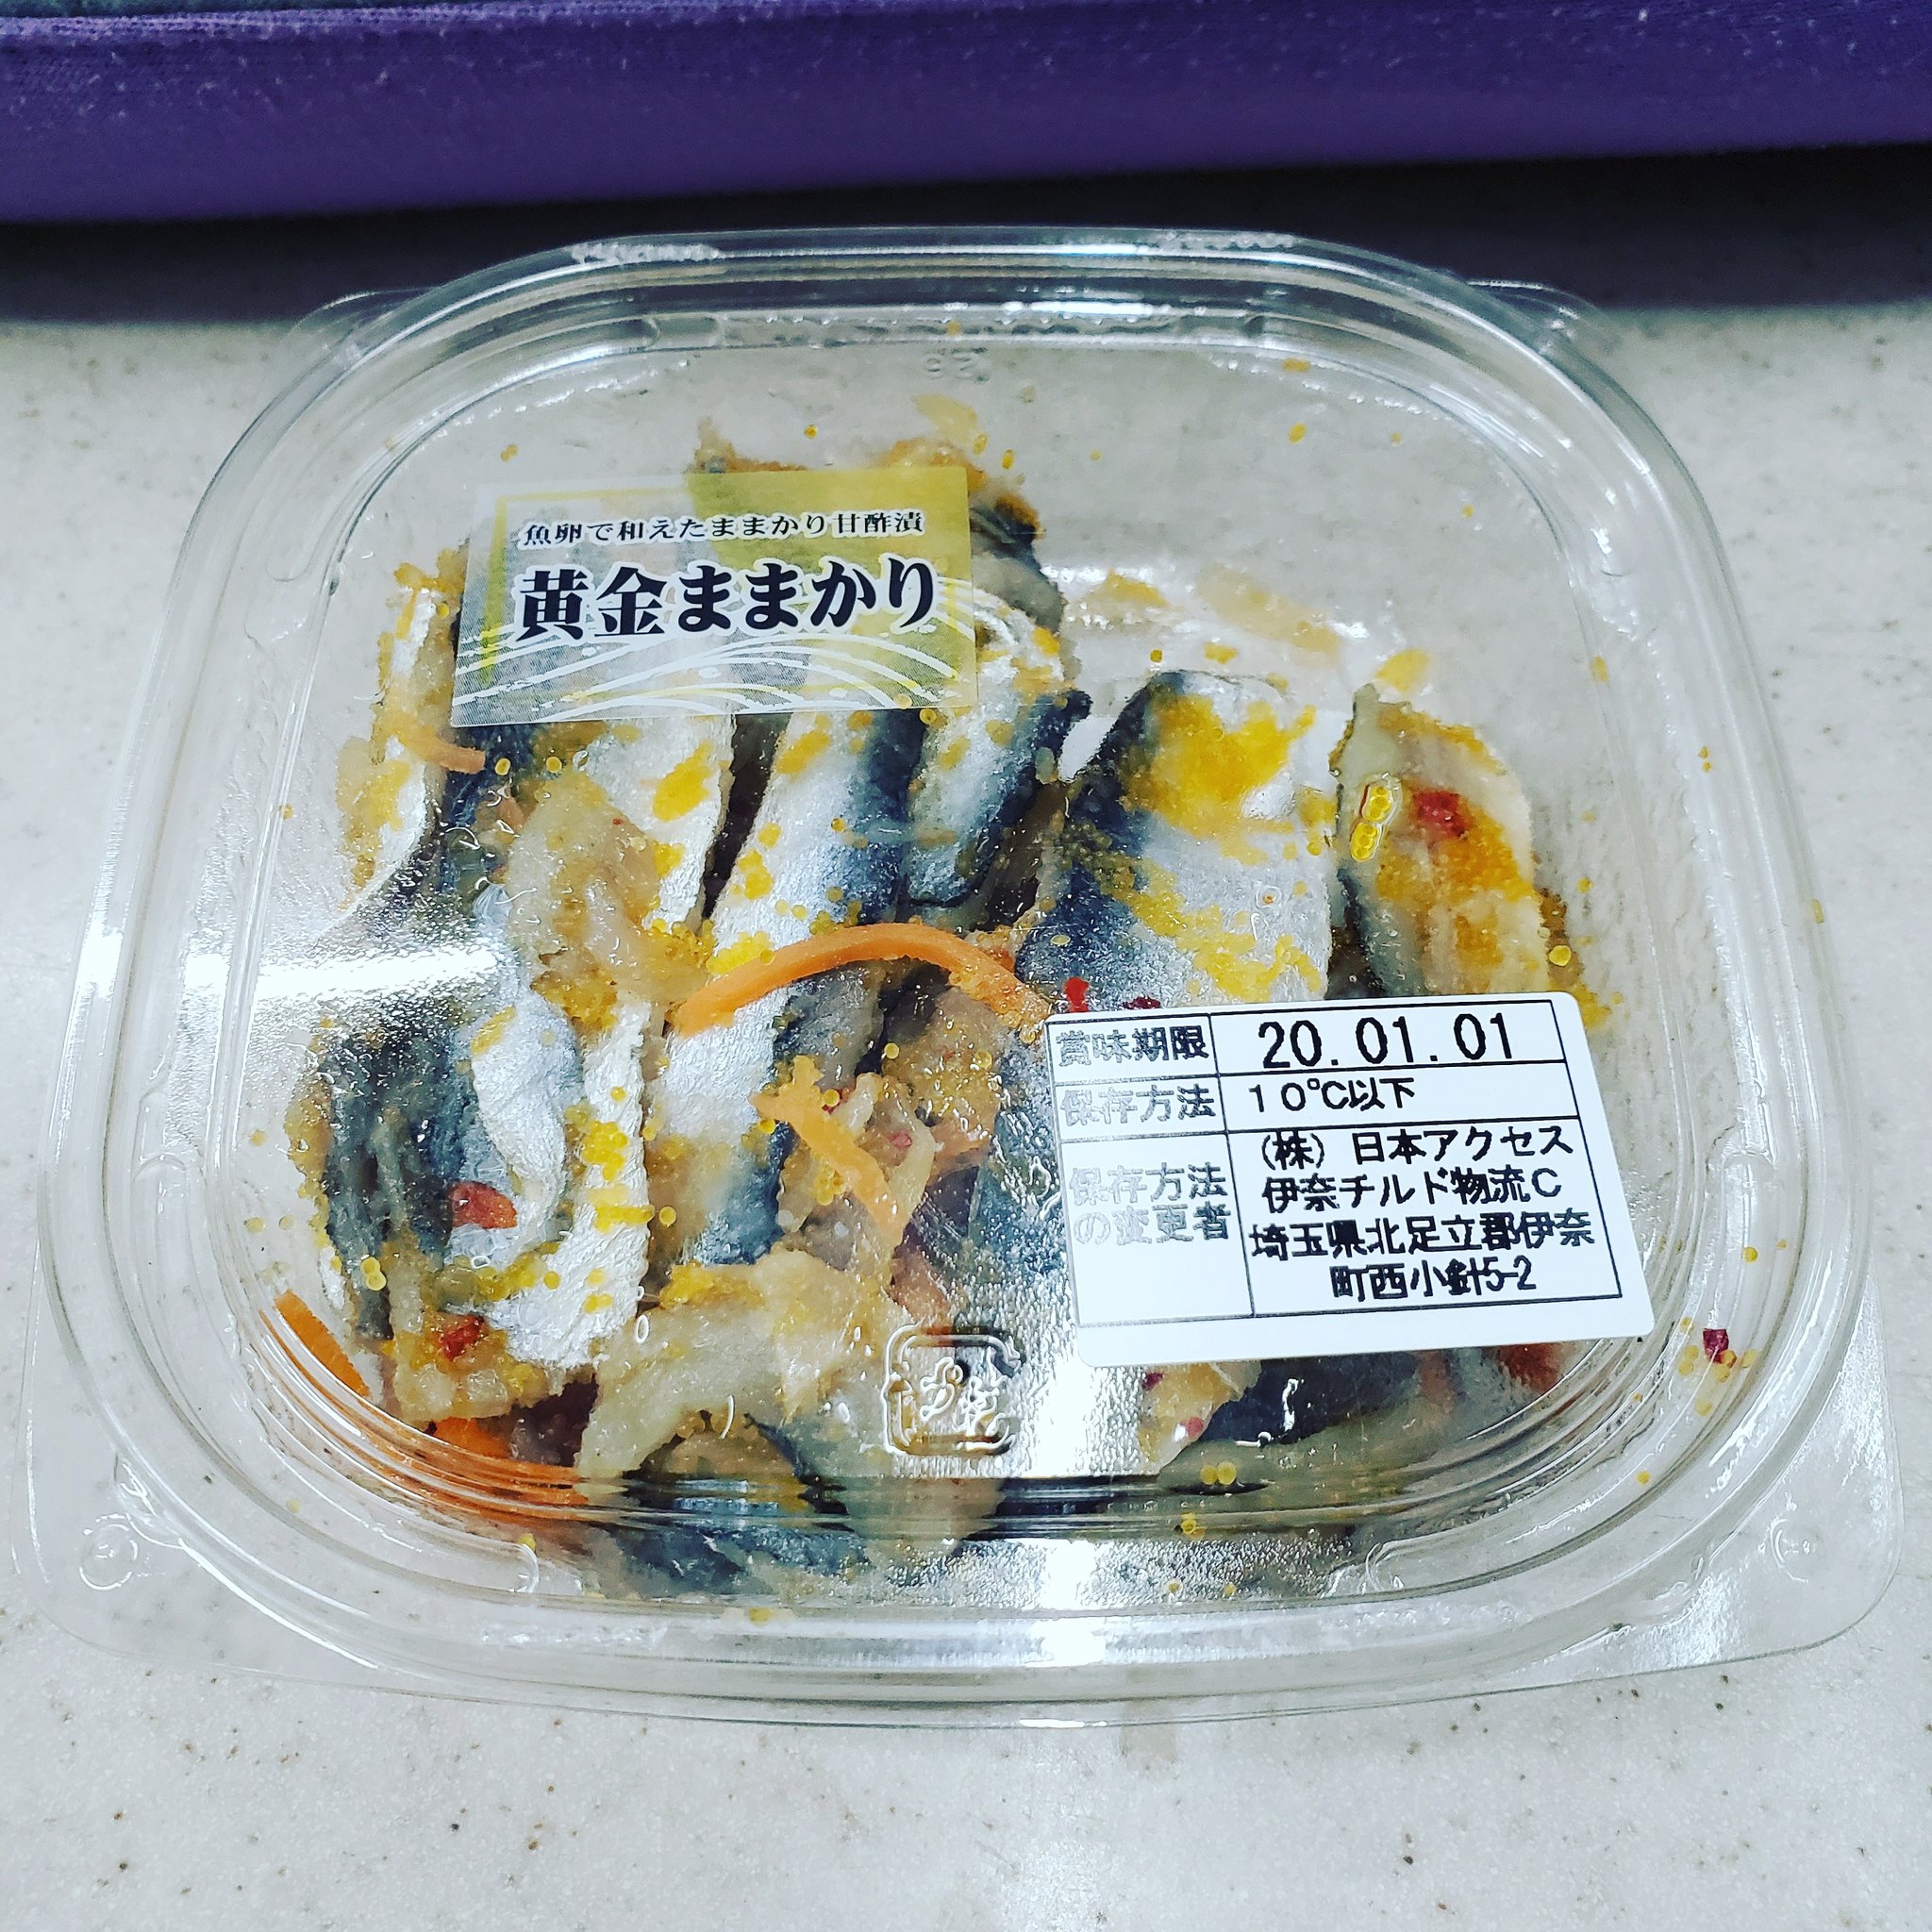 魚卵で和えたままかり甘酢漬
黄金ままかり
賞味期限 20.01.01
保存方法 10℃以下
保存方法
の変更者
(株) 日本アクセス
伊奈チルド物流C
埼玉県北足立郡伊奈
町西小針5-2